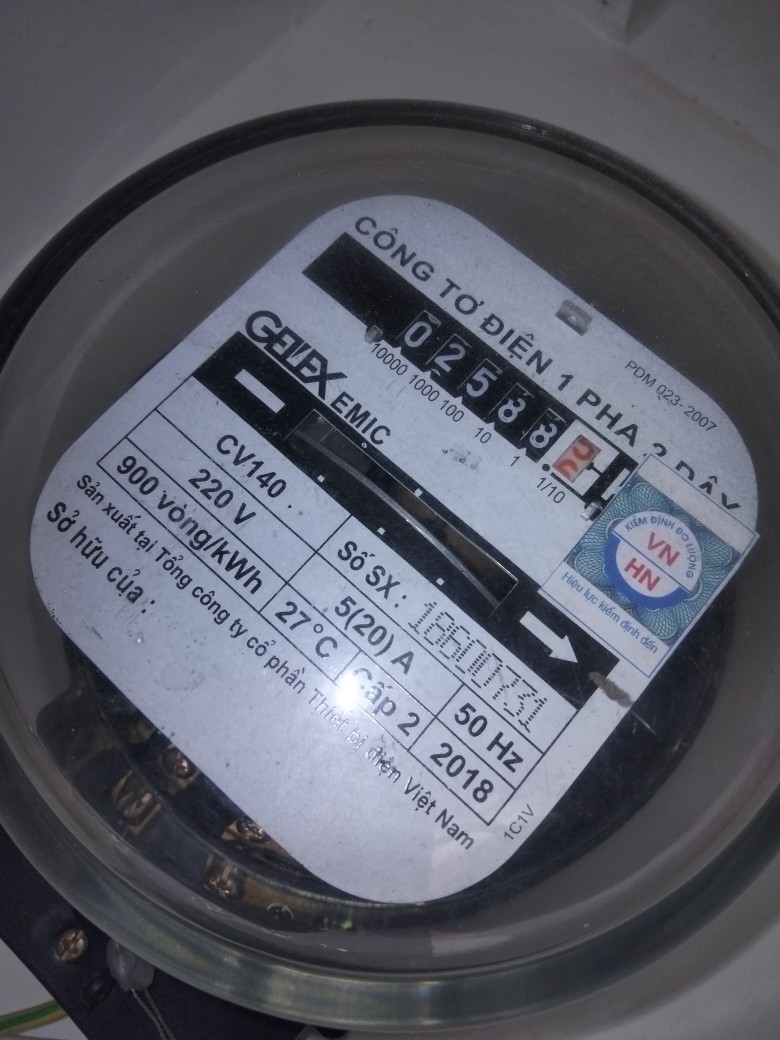 CÔNG TƠ ĐIỆN 1 PHA 2 DÂY
PDM 023-2007
02588
10000 1000 100 10 1 1/10
GELEX EMIC
KIỂM ĐỊNH ĐO LƯỜNG
VN
HN
Hiệu lực kiểm định đến
CV140
Số SX : 18600731
220 V 5(20) A 50 Hz
900 vòng/kWh 27°C Cấp 2 2018
Sản xuất tại Tổng công ty cổ phần Thiết bị điện Việt Nam
Sở hữu của:
1C1V